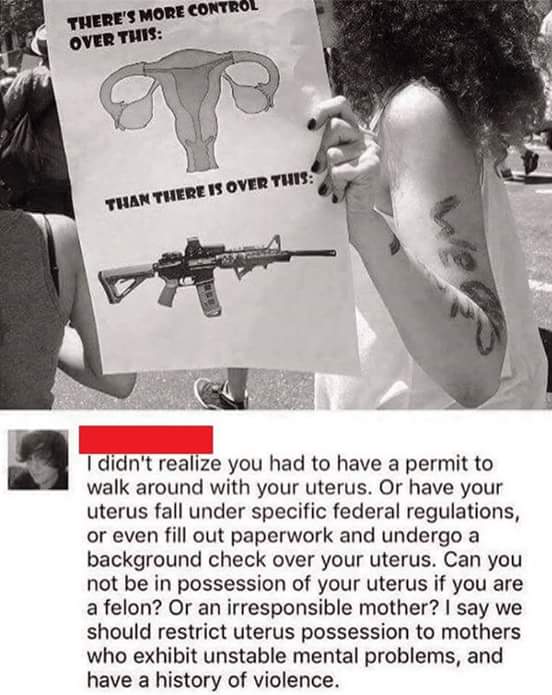 THERE'S MORE CONTROL
OVER THIS:
THAN THERE IS OVER THIS:
I didn't realize you had to have a permit to
walk around with your uterus. Or have your
uterus fall under specific federal regulations,
or even fill out paperwork and undergo a
background check over your uterus. Can you
not be in possession of your uterus if you are
a felon? Or an irresponsible mother? I say we
should restrict uterus possession to mothers
who exhibit unstable mental problems, and
have a history of violence.